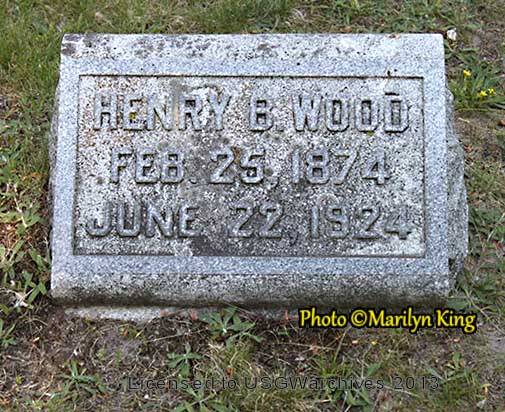 HENRY B. WOOD
FEB. 25, 1874
JUNE 22, 1924
Photo ©Marilyn King
Licensed to USGWarchives 2013